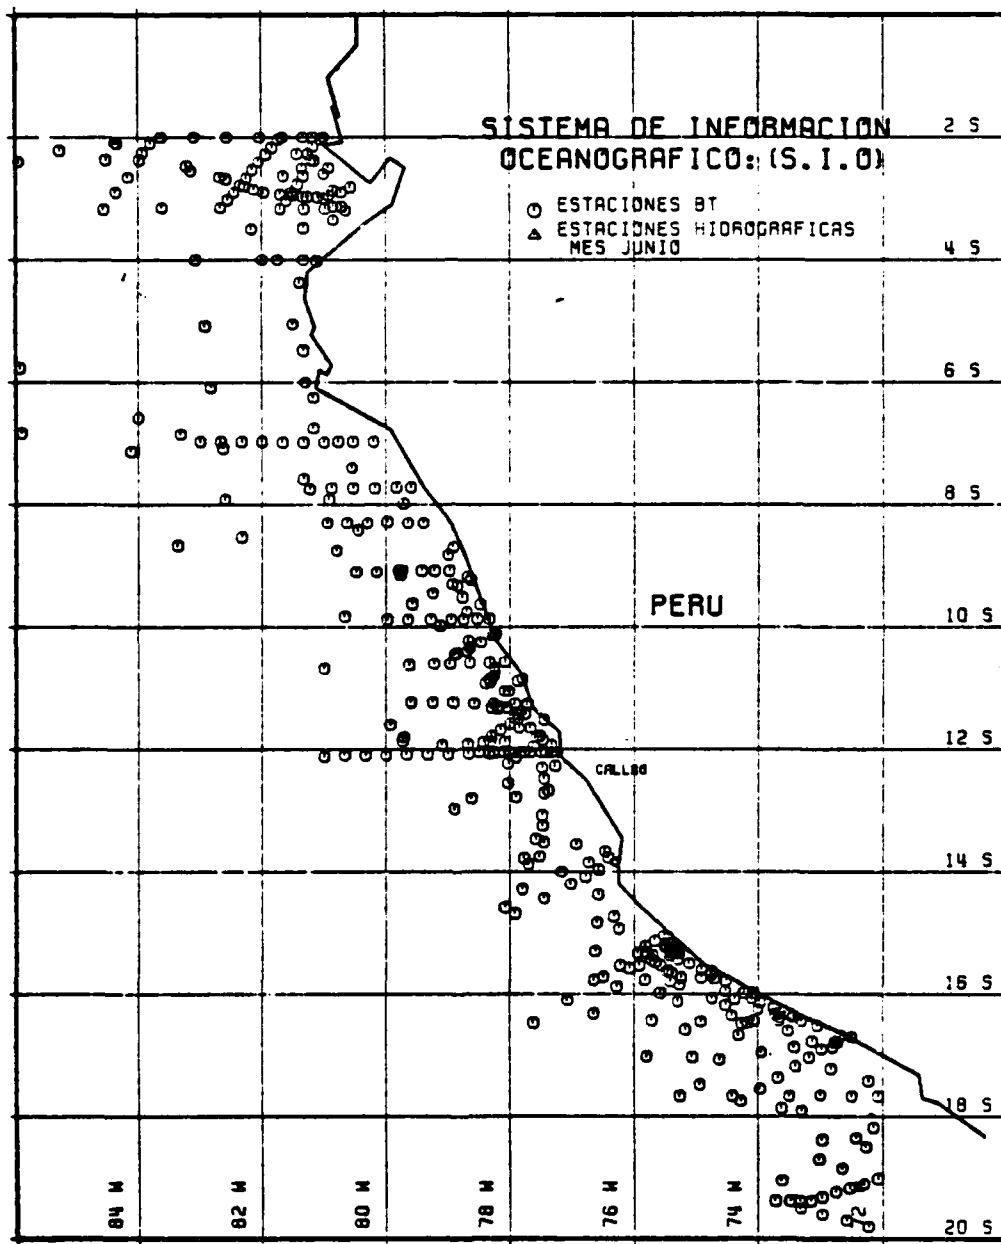 SISTEMA DE INFORMACION
OCEANOGRAFICO: (S.I.O)
ESTACIONES BT
ESTACIONES HIDROGRAFICAS
MES JUNIO
2 S
4 S
6 S
8 S
PERU
10 S
12 S
CALLAO
14 S
16 S
18 S
84 W
82 W
80 W
78 W
76 W
74 W
72
20 S